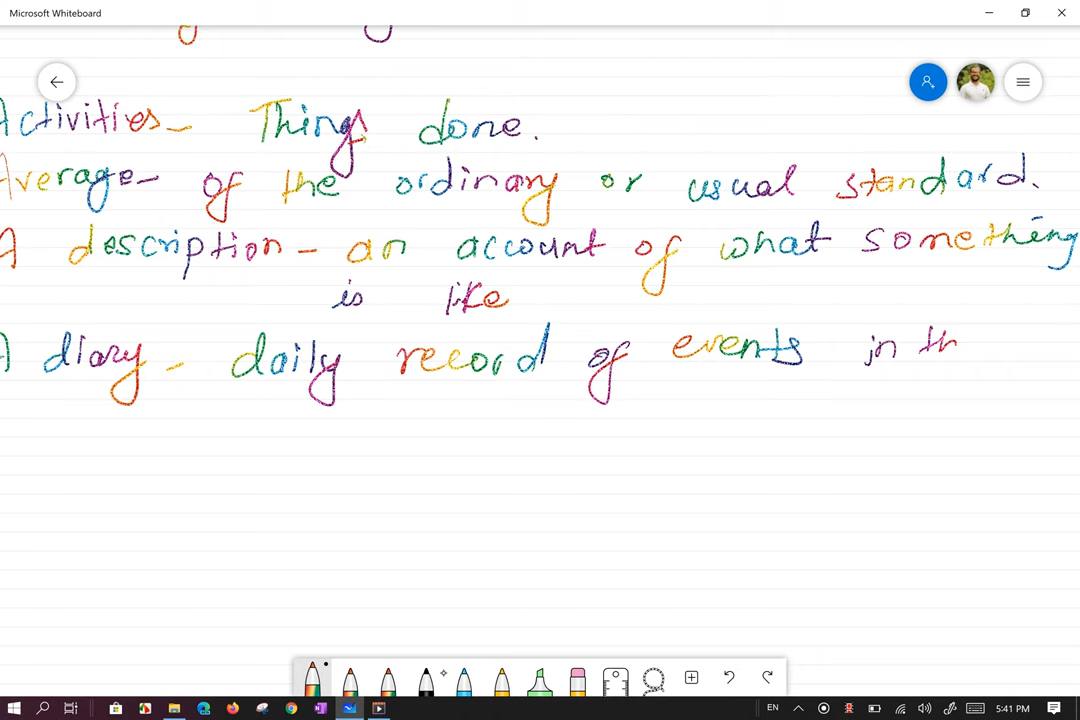 Microsoft Whiteboard
Activities- Things done.
Average- of the ordinary or usual standard.
A description - an account of what something
is like
A diary - daily record of events in th
EN
5:41 PM